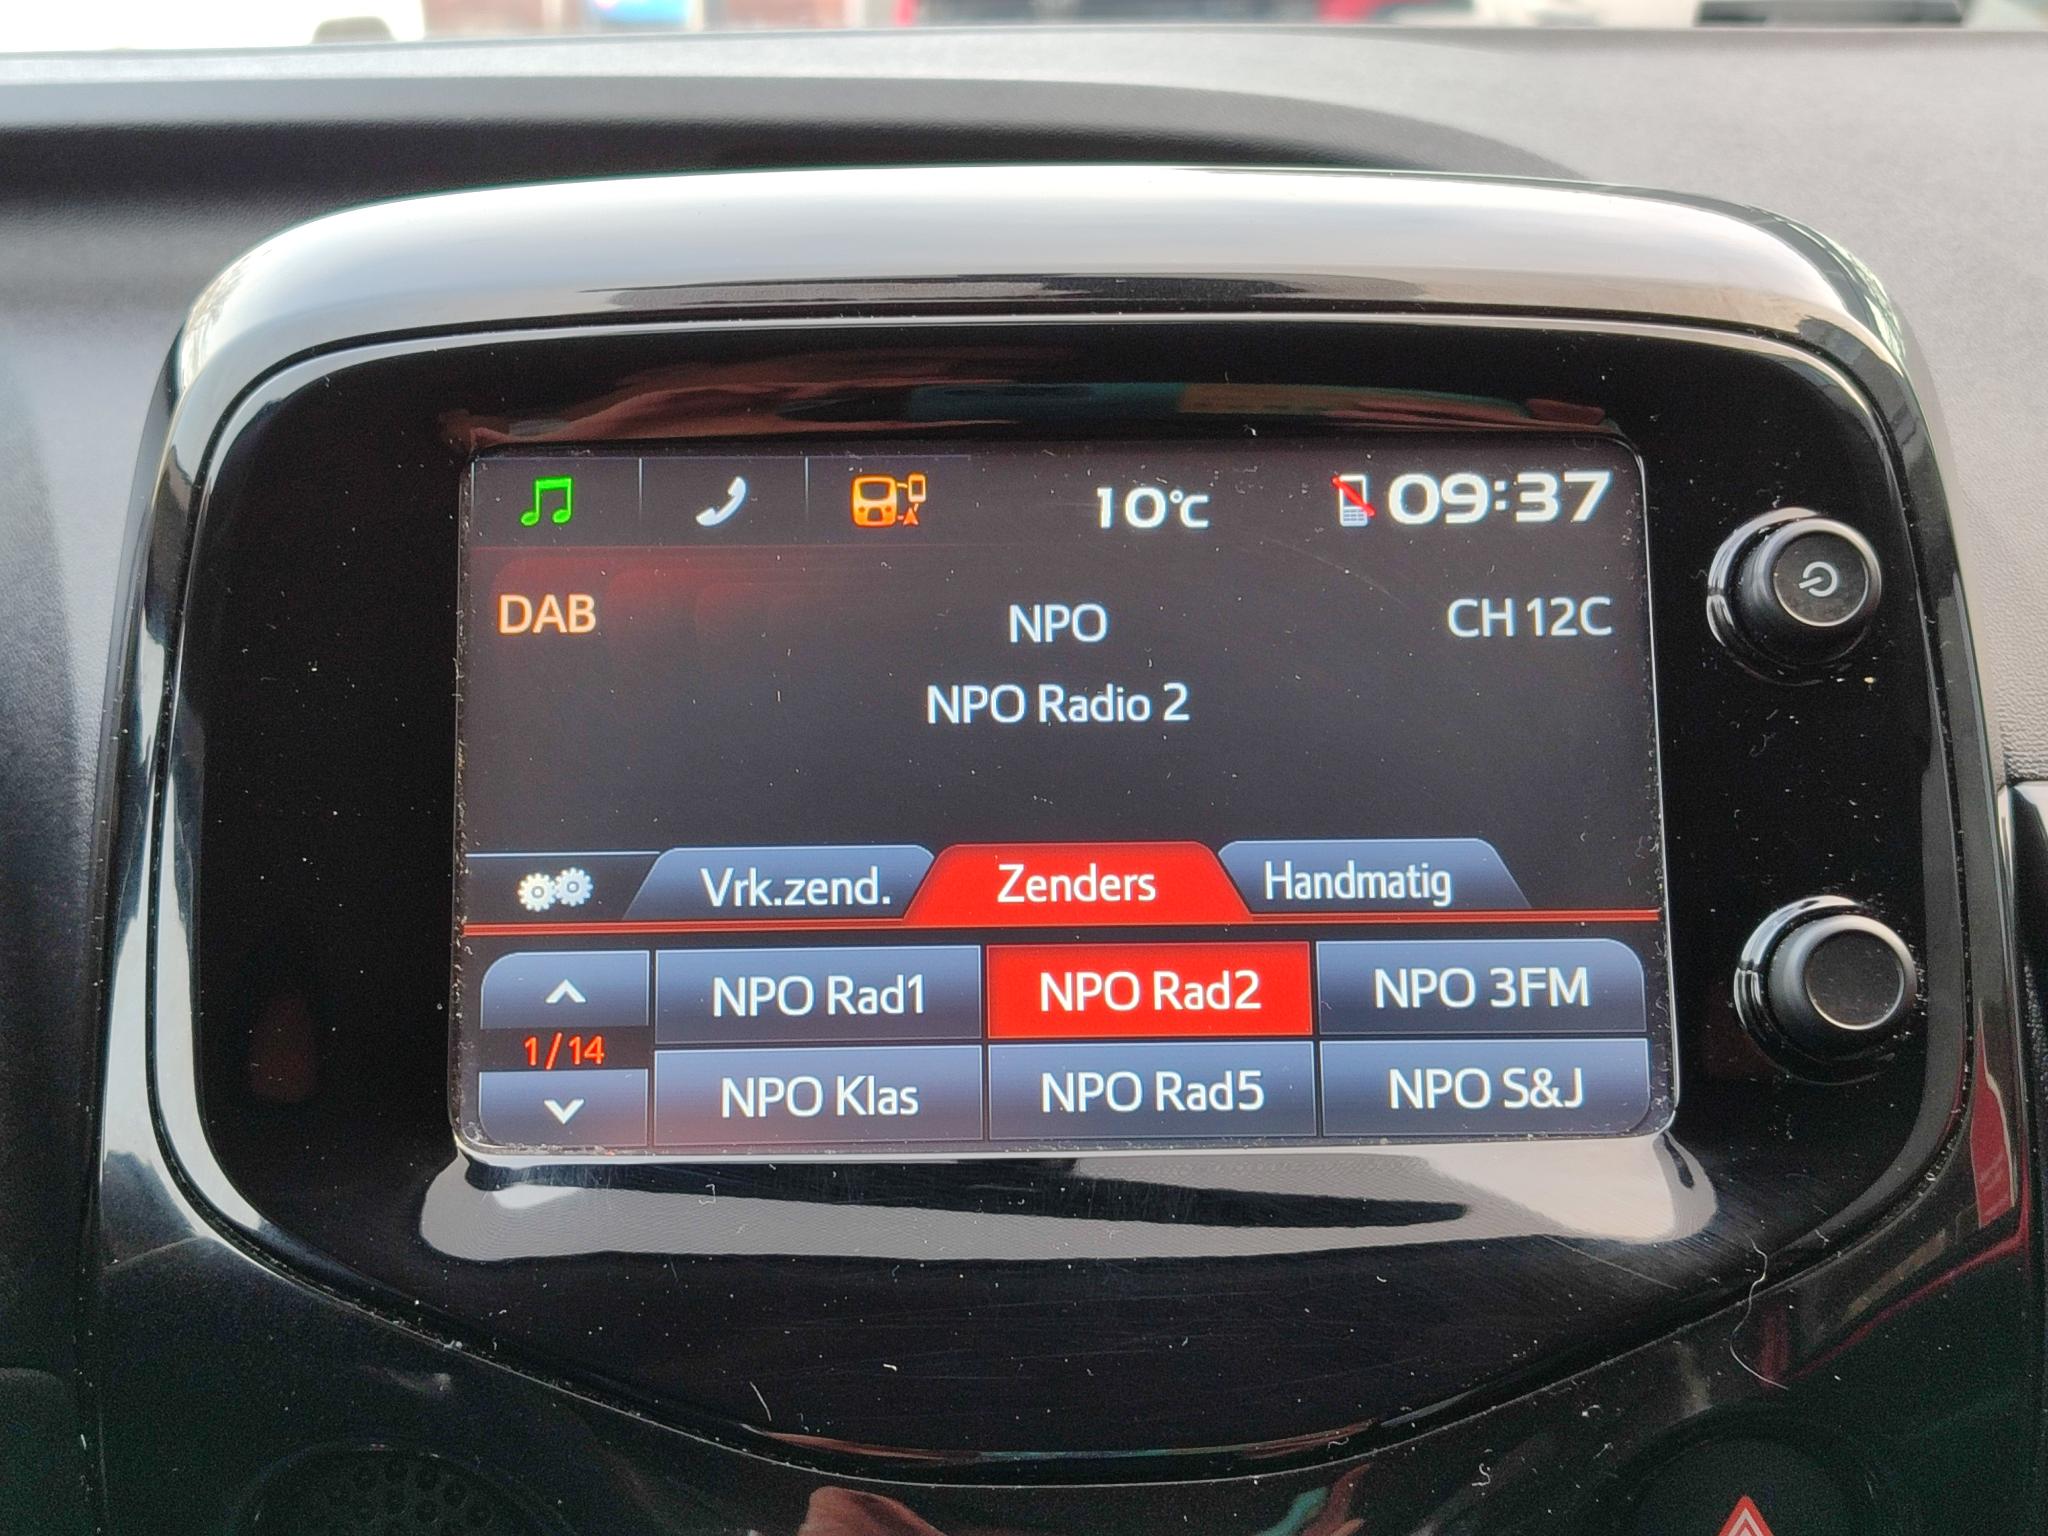 10°C 09:37
DAB NPO CH 12C
NPO Radio 2
Vrk.zend. Zenders Handmatig
NPO Rad1 NPO Rad2 NPO 3FM
1/14
NPO Klas NPO Rad5 NPO S&J